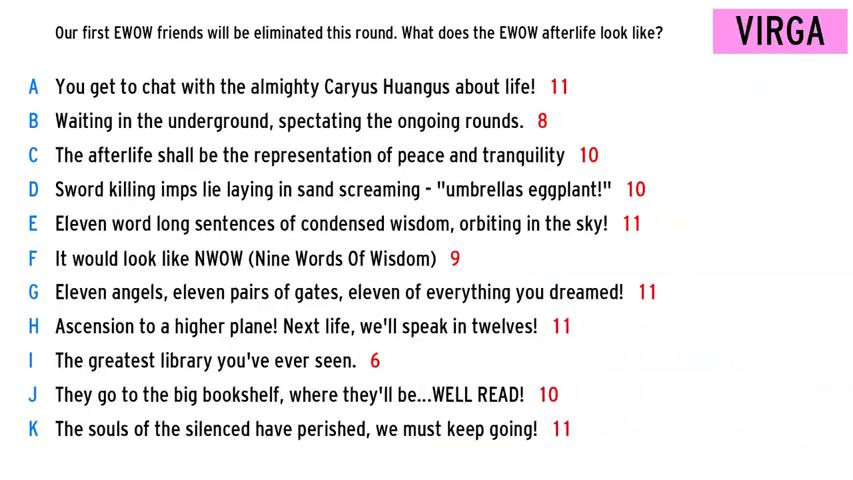 Our first EWOW friends will be eliminated this round. What does the EWOW afterlife look like?
VIRGA
A You get to chat with the almighty Caryus Huangus about life! 11
B Waiting in the underground, spectating the ongoing rounds. 8
C The afterlife shall be the representation of peace and tranquility 10
D Sword killing imps lie laying in sand screaming - "umbrellas eggplant!" 10
E Eleven word long sentences of condensed wisdom, orbiting in the sky! 11
F It would look like NWOW (Nine Words Of Wisdom) 9
G Eleven angels, eleven pairs of gates, eleven of everything you dreamed! 11
H Ascension to a higher plane! Next life, we'll speak in twelves! 11
I The greatest library you've ever seen. 6
J They go to the big bookshelf, where they'll be...WELL READ! 10
K The souls of the silenced have perished, we must keep going! 11